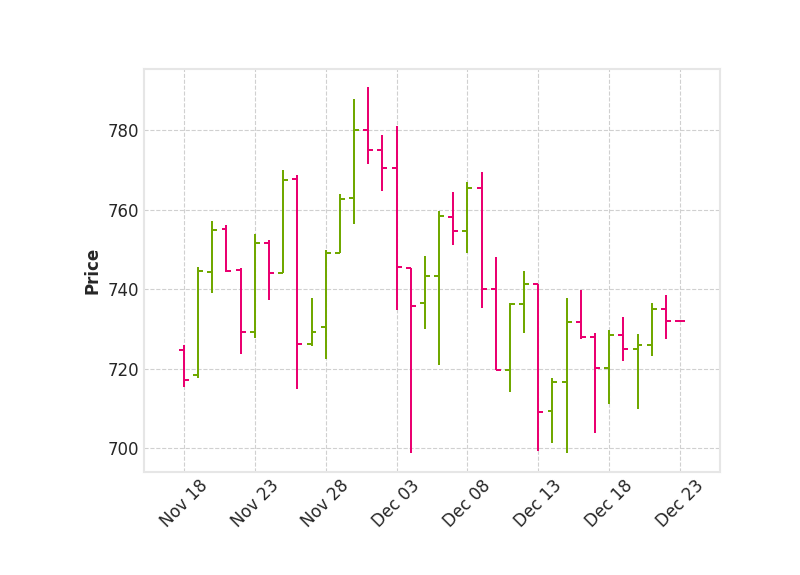 780
760
740
720
700
Price
Nov 18
Nov 23
Nov 28
Dec 03
Dec 08
Dec 13
Dec 18
Dec 23